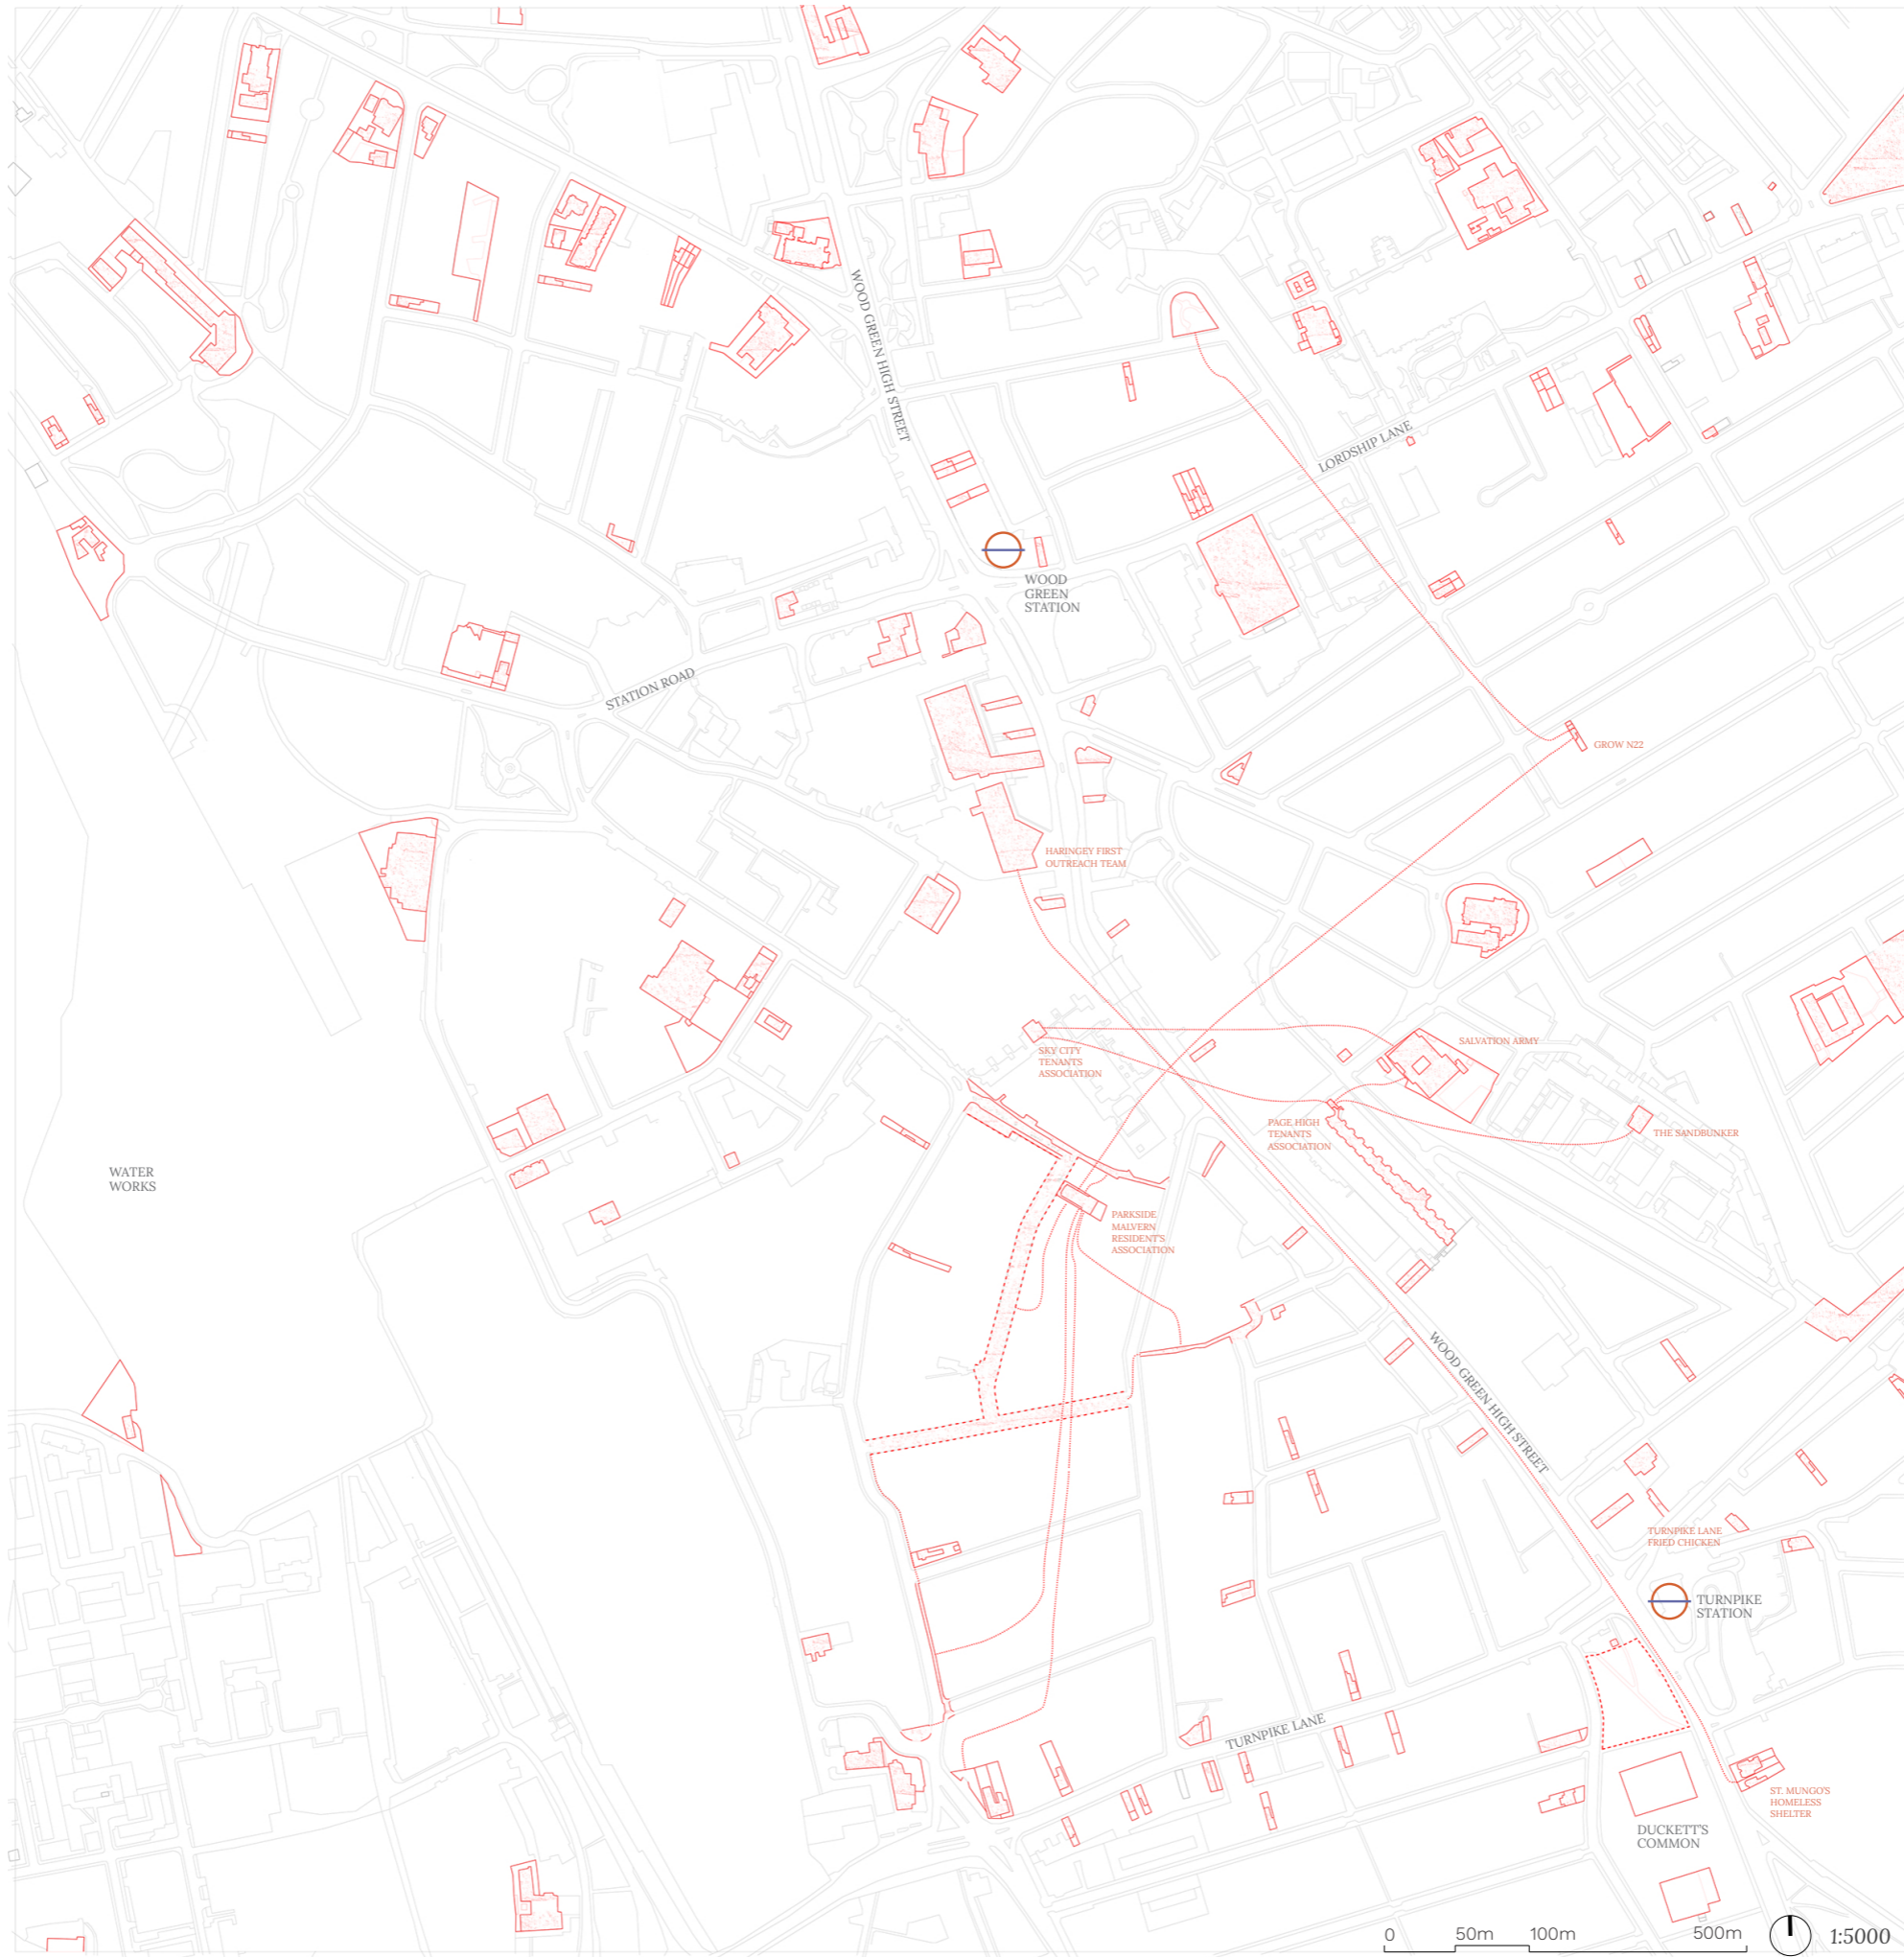 WOOD GREEN HIGH STREET
LORDSHIP LANE
WOOD
GREEN
STATION
STATION ROAD
GROW N22
HARINGEY FIRST
OUTREACH TEAM
SKY CITY
TENANTS
ASSOCIATION
SALVATION ARMY
PAGE HIGH
TENANTS
ASSOCIATION
THE SANDBUNKER
WATER
WORKS
PARKSIDE
MALVERN
RESIDENT'S
ASSOCIATION
WOOD GREEN HIGH STREET
TURNPIKE LANE
FRIED CHICKEN
TURNPIKE
STATION
TURNPIKE LANE
ST. MUNGO'S
HOMELESS
SHELTER
DUCKETT'S
COMMON
0 50m 100m 500m 1:5000